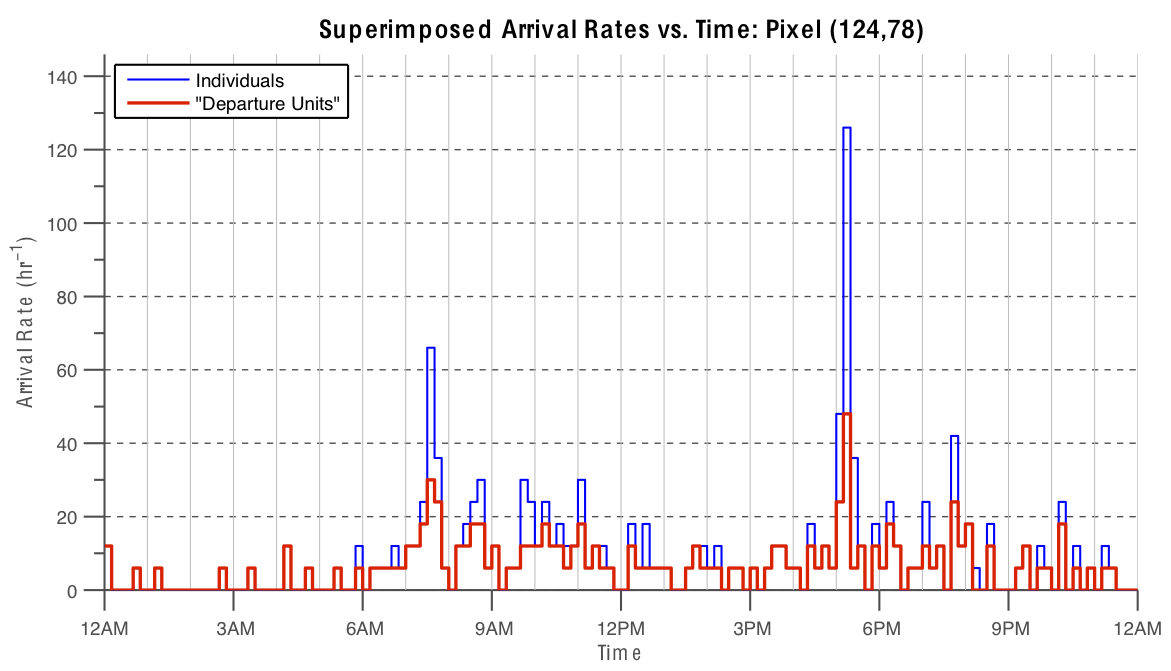 Superimposed Arrival Rates vs. Time: Pixel (124,78)
Individuals
"Departure Units"
140
120
100
80
60
40
20
0
Arrival Rate (hr⁻¹)
12AM 3AM 6AM 9AM 12PM 3PM 6PM 9PM 12AM
Time